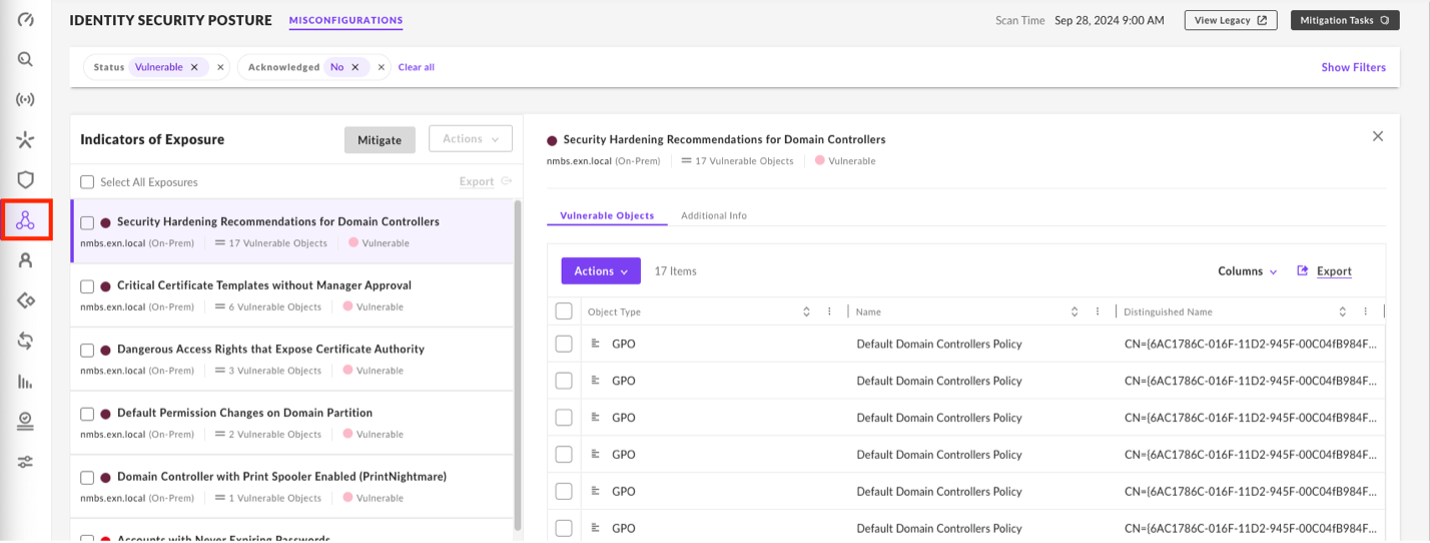 IDENTITY SECURITY POSTURE MISCONFIGURATIONS Scan Time Sep 28, 2024 9:00 AM View Legacy Mitigation Tasks
Status Vulnerable Acknowledged No Clear all Show Filters
Indicators of Exposure Mitigate Actions
Select All Exposures Export
Security Hardening Recommendations for Domain Controllers
nmbs.exn.local (On-Prem) 17 Vulnerable Objects Vulnerable
Critical Certificate Templates without Manager Approval
nmbs.exn.local (On-Prem) 6 Vulnerable Objects Vulnerable
Dangerous Access Rights that Expose Certificate Authority
nmbs.exn.local (On-Prem) 3 Vulnerable Objects Vulnerable
Default Permission Changes on Domain Partition
nmbs.exn.local (On-Prem) 2 Vulnerable Objects Vulnerable
Domain Controller with Print Spooler Enabled (PrintNightmare)
nmbs.exn.local (On-Prem) 1 Vulnerable Objects Vulnerable
Accounts with Never Expiring Passwords
Security Hardening Recommendations for Domain Controllers
nmbs.exn.local (On-Prem) 17 Vulnerable Objects Vulnerable
Vulnerable Objects Additional Info
Actions 17 Items Columns Export
Object Type Name Distinguished Name
GPO Default Domain Controllers Policy CN={6AC1786C-016F-11D2-945F-00C04fB984F...
GPO Default Domain Controllers Policy CN={6AC1786C-016F-11D2-945F-00C04fB984F...
GPO Default Domain Controllers Policy CN={6AC1786C-016F-11D2-945F-00C04fB984F...
GPO Default Domain Controllers Policy CN={6AC1786C-016F-11D2-945F-00C04fB984F...
GPO Default Domain Controllers Policy CN={6AC1786C-016F-11D2-945F-00C04fB984F...
GPO Default Domain Controllers Policy CN={6AC1786C-016F-11D2-945F-00C04fB984F...